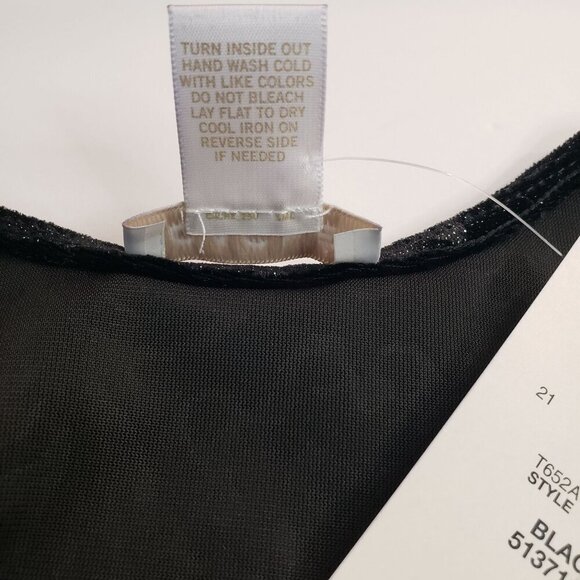 TURN INSIDE OUT
HAND WASH COLD
WITH LIKE COLORS
DO NOT BLEACH
LAY FLAT TO DRY
COOL IRON ON
REVERSE SIDE
IF NEEDED
21
T652A
STYLE
BLAC
51371